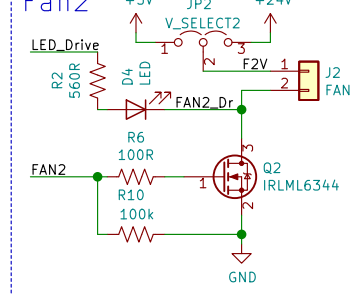 Fan2
+5V
JP2
+24V
V_SELECT2
1
3
2
LED_Drive
R2
560R
D4
LED
F2V
1
2
J2
FAN
FAN2_Dr
R6
100R
3
FAN2
1
Q2
IRLML6344
R10
100k
2
GND